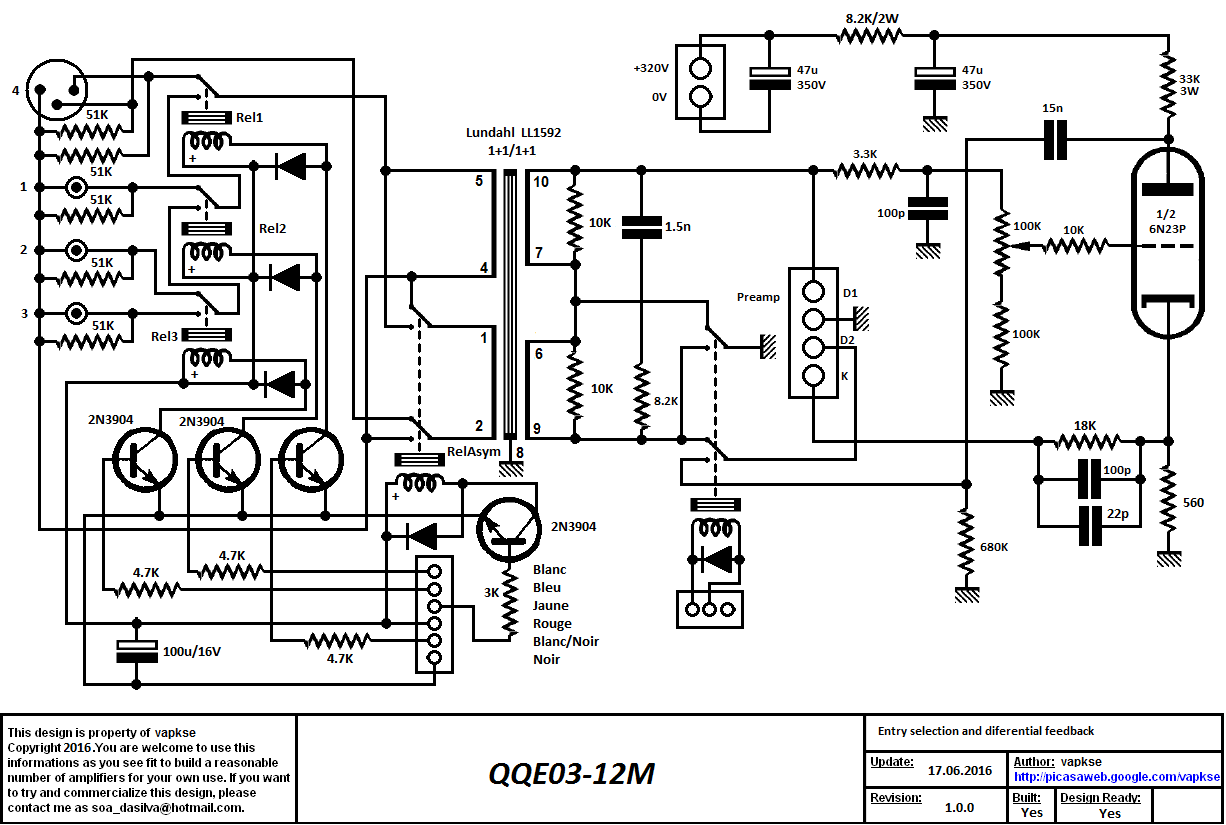 8.2K/2W
+320V
0V
47u
350V
47u
350V
33K
3W
4
51K
51K
Rel1
+
Lundahl LL1592
1+1/1+1
15n
1
51K
2
51K
3
51K
Rel2
+
Rel3
+
5
4
1
2
10
7
6
9
8
10K
1.5n
10K
8.2K
3.3K
100p
100K
10K
100K
1/2
6N23P
Preamp
D1
D2
K
2N3904
2N3904
RelAsym
+
2N3904
18K
100p
22p
560
680K
4.7K
4.7K
4.7K
3K
100u/16V
Blanc
Bleu
Jaune
Rouge
Blanc/Noir
Noir
This design is property of vapkse
Copyright 2016.You are welcome to use this
informations as you see fit to build a reasonable
number of amplifiers for your own use. If you want
to try and commercialize this design, please
contact me as soa_dasilva@hotmail.com.
QQE03-12M
Entry selection and diferential feedback
Update: 17.06.2016
Author: vapkse
http://picasaweb.google.com/vapkse
Revision: 1.0.0
Built: Yes
Design Ready: Yes